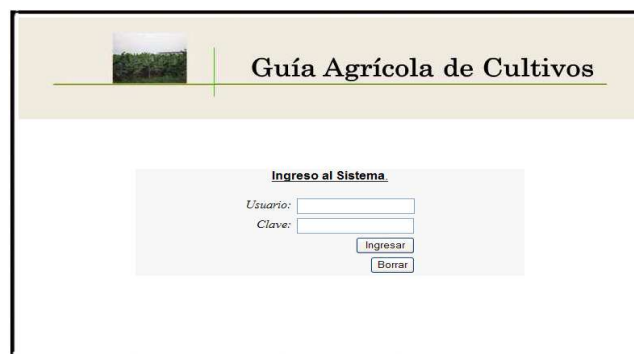 Guía Agrícola de Cultivos
Ingreso al Sistema.
Usuario:
Clave:
Ingresar
Borrar